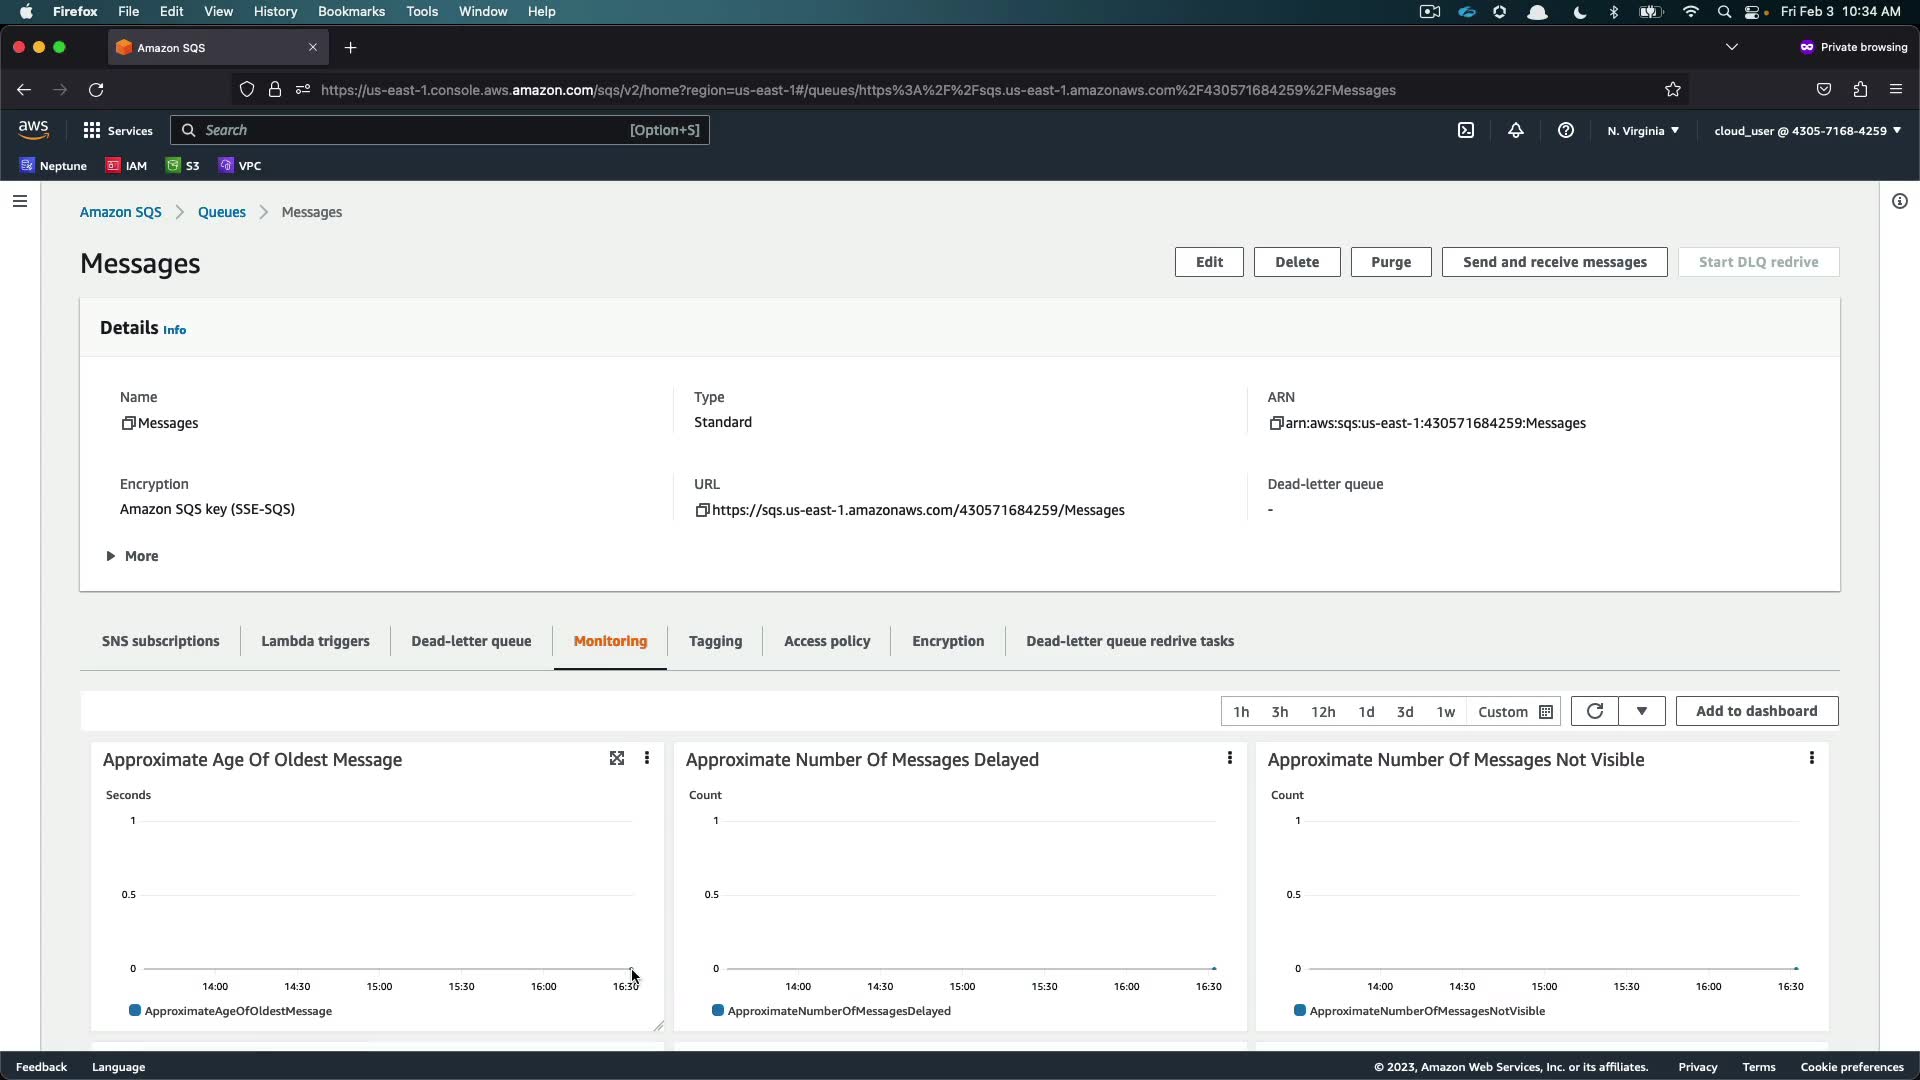 Firefox File Edit View History Bookmarks Tools Window Help Fri Feb 3 10:34 AM
Amazon SQS Private browsing
https://us-east-1.console.aws.amazon.com/sqs/v2/home?region=us-east-1#/queues/https%3A%2F%2Fsqs.us-east-1.amazonaws.com%2F430571684259%2FMessages
aws Services Search [Option+S] N. Virginia cloud_user @ 4305-7168-4259
Neptune IAM S3 VPC
Amazon SQS Queues Messages
Messages Edit Delete Purge Send and receive messages Start DLQ redrive
Details Info
Name Type ARN
Messages Standard arn:aws:sqs:us-east-1:430571684259:Messages
Encryption URL Dead-letter queue
Amazon SQS key (SSE-SQS) https://sqs.us-east-1.amazonaws.com/430571684259/Messages -
More
SNS subscriptions Lambda triggers Dead-letter queue Monitoring Tagging Access policy Encryption Dead-letter queue redrive tasks
1h 3h 12h 1d 3d 1w Custom Add to dashboard
Approximate Age Of Oldest Message Approximate Number Of Messages Delayed Approximate Number Of Messages Not Visible
Seconds Count Count
1 1 1
0.5 0.5 0.5
0 0 0
14:00 14:30 15:00 15:30 16:00 16:30 14:00 14:30 15:00 15:30 16:00 16:30 14:00 14:30 15:00 15:30 16:00 16:30
ApproximateAgeOfOldestMessage ApproximateNumberOfMessagesDelayed ApproximateNumberOfMessagesNotVisible
Feedback Language © 2023, Amazon Web Services, Inc. or its affiliates. Privacy Terms Cookie preferences